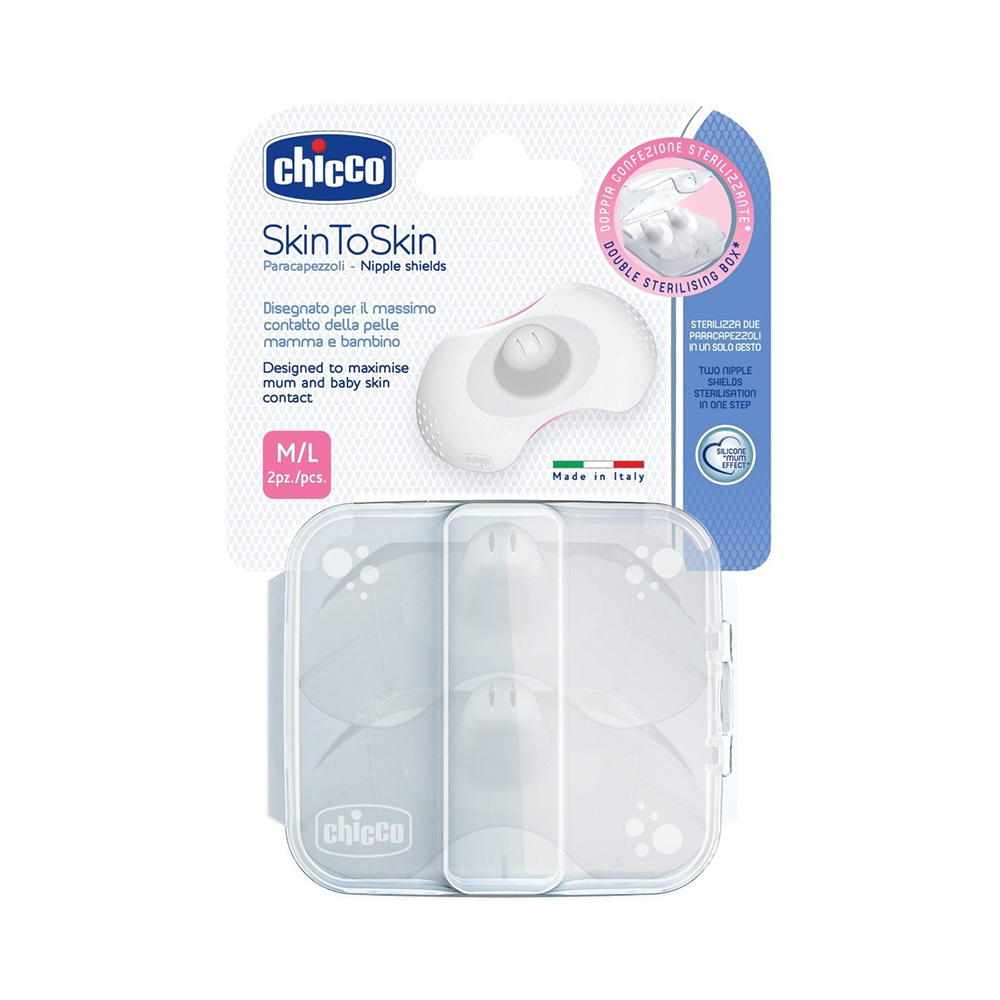 chicco
SkinToSkin
Paracapezzoli - Nipple shields
Disegnato per il massimo
contatto della pelle
mamma e bambino
Designed to maximise
mum and baby skin
contact
M/L
2pz./pcs.
Made in Italy
DOPPIA CONFEZIONE STERILIZZANTE*
DOUBLE STERILISING BOX*
STERILIZZA DUE
PARACAPEZZOLI
IN UN SOLO GESTO
TWO NIPPLE
SHIELDS
STERILISATION
IN ONE STEP
SILICONE
"MUM
EFFECT"
chicco